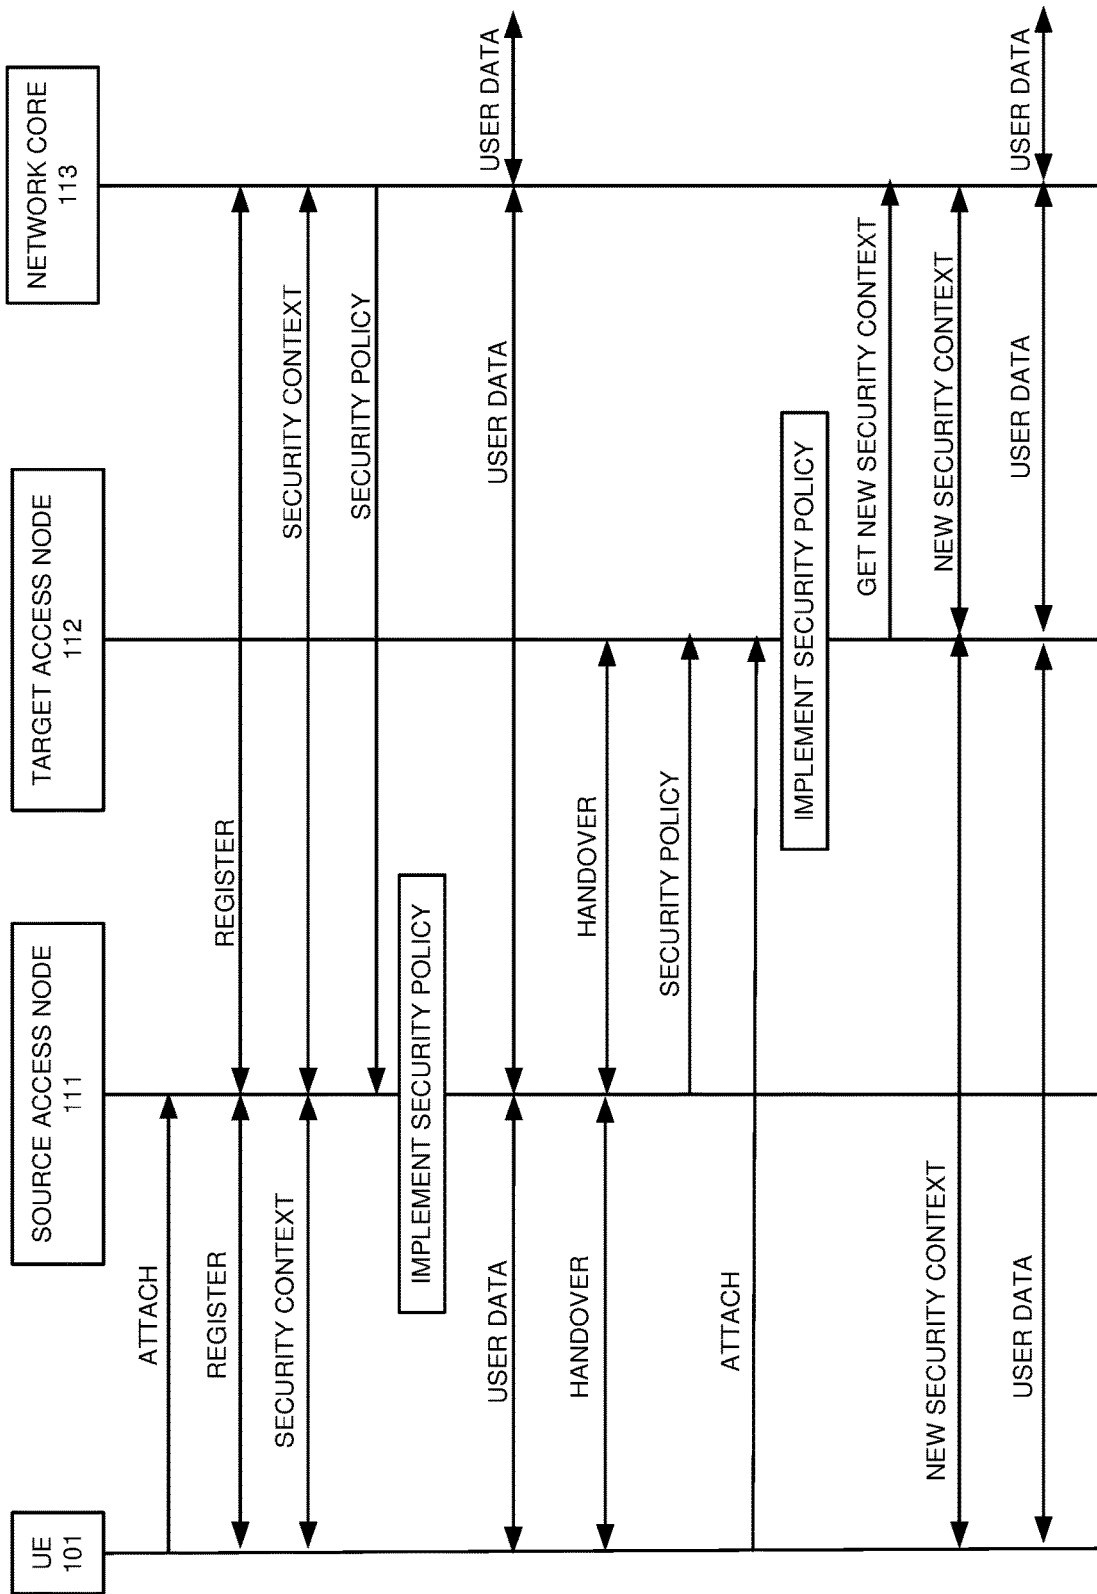 UE
101
SOURCE ACCESS NODE
111
TARGET ACCESS NODE
112
NETWORK CORE
113
ATTACH
REGISTER
REGISTER
SECURITY CONTEXT
SECURITY CONTEXT
SECURITY POLICY
IMPLEMENT SECURITY POLICY
USER DATA
USER DATA
USER DATA
HANDOVER
HANDOVER
SECURITY POLICY
ATTACH
IMPLEMENT SECURITY POLICY
GET NEW SECURITY CONTEXT
NEW SECURITY CONTEXT
NEW SECURITY CONTEXT
USER DATA
USER DATA
USER DATA